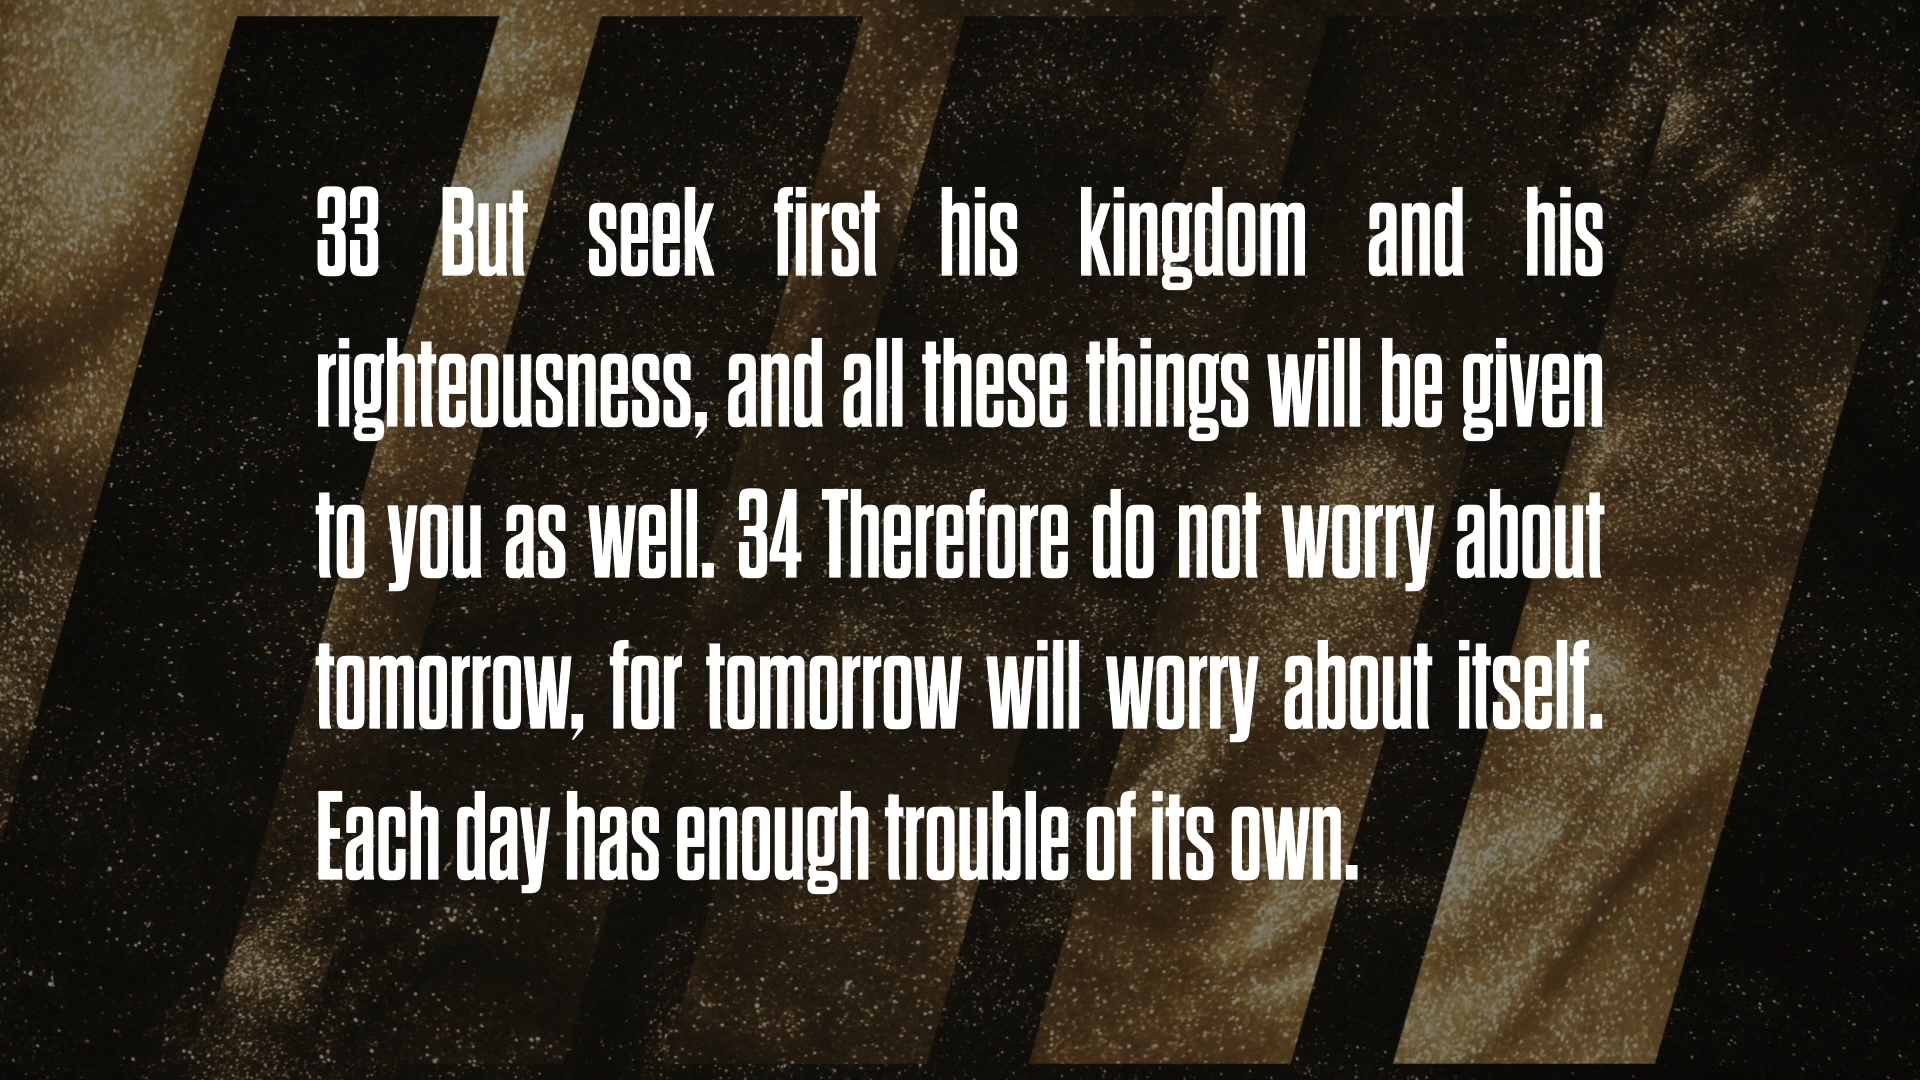 33 But seek first his kingdom and his
righteousness, and all these things will be given
to you as well. 34 Therefore do not worry about
tomorrow, for tomorrow will worry about itself.
Each day has enough trouble of its own.